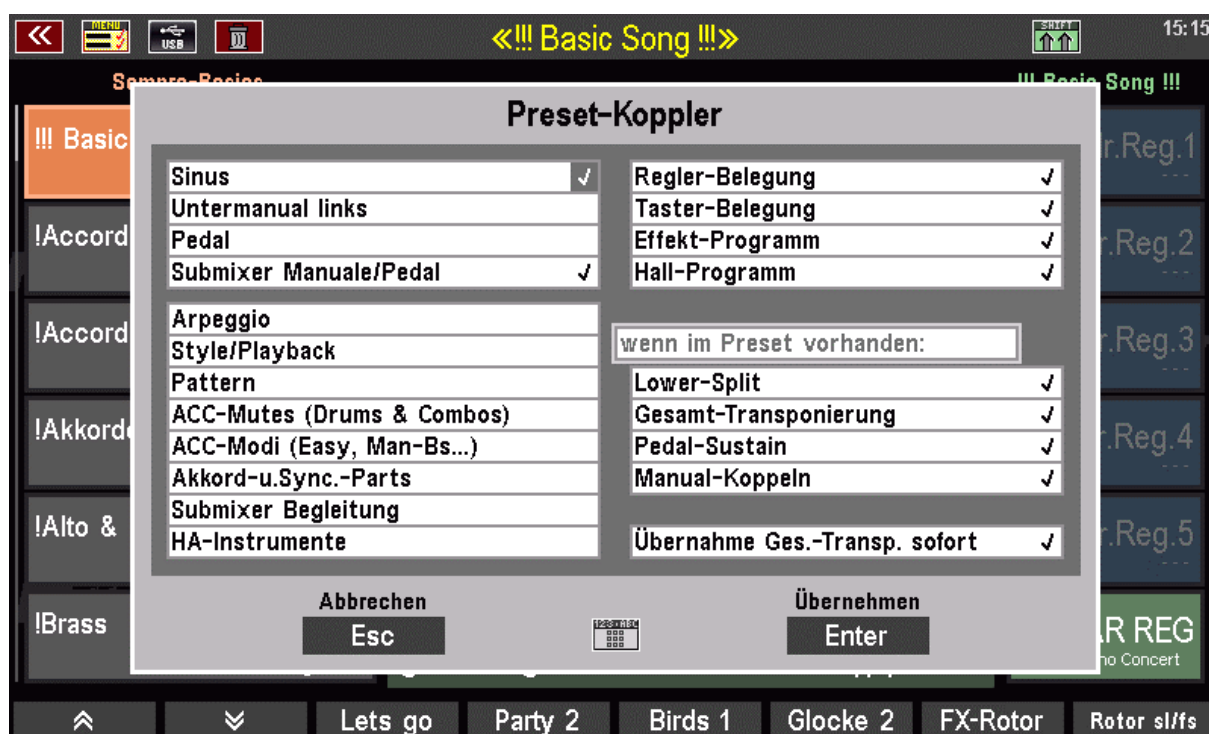 MENU
USB
«!!! Basic Song !!!»
SHIFT
15:15
!!! Basic Song !!!
Preset-Koppler
!!! Basic
!Accord
!Accord
!Akkord
!Alto &
!Brass
Sinus ✓
Untermanual links
Pedal
Submixer Manuale/Pedal ✓
Arpeggio
Style/Playback
Pattern
ACC-Mutes (Drums & Combos)
ACC-Modi (Easy, Man-Bs...)
Akkord-u.Sync.-Parts
Submixer Begleitung
HA-Instrumente
Regler-Belegung ✓
Taster-Belegung ✓
Effekt-Programm ✓
Hall-Programm ✓
wenn im Preset vorhanden:
Lower-Split ✓
Gesamt-Transponierung ✓
Pedal-Sustain ✓
Manual-Koppeln ✓
Übernahme Ges.-Transp. sofort ✓
Abbrechen
Esc
Übernehmen
Enter
r.Reg.1
---
r.Reg.2
---
r.Reg.3
---
r.Reg.4
---
r.Reg.5
---
R REG
no Concert
Lets go
Party 2
Birds 1
Glocke 2
FX-Rotor
Rotor sl/fs